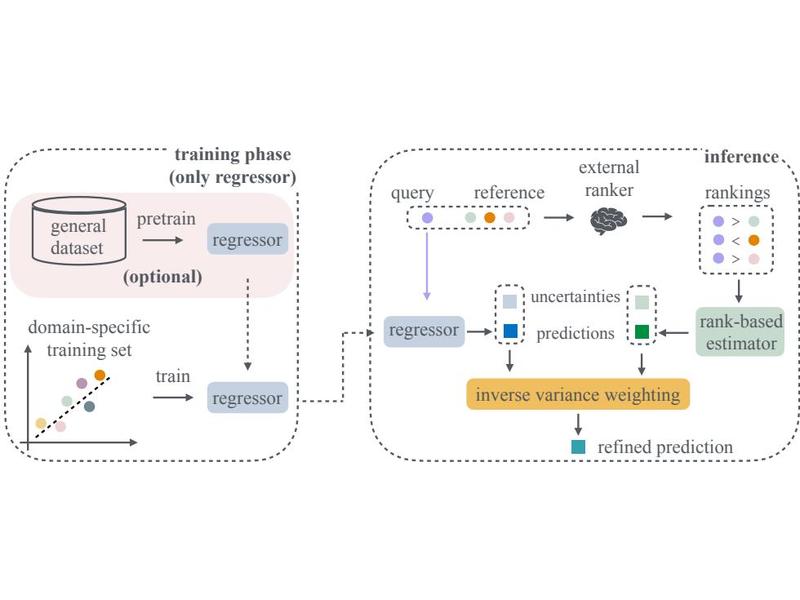 training phase
(only regressor)
general
dataset
pretrain
regressor
(optional)
domain-specific
training set
train
regressor
inference
query
reference
external
ranker
rankings
>
<
>
regressor
uncertainties
predictions
rank-based
estimator
inverse variance weighting
refined prediction